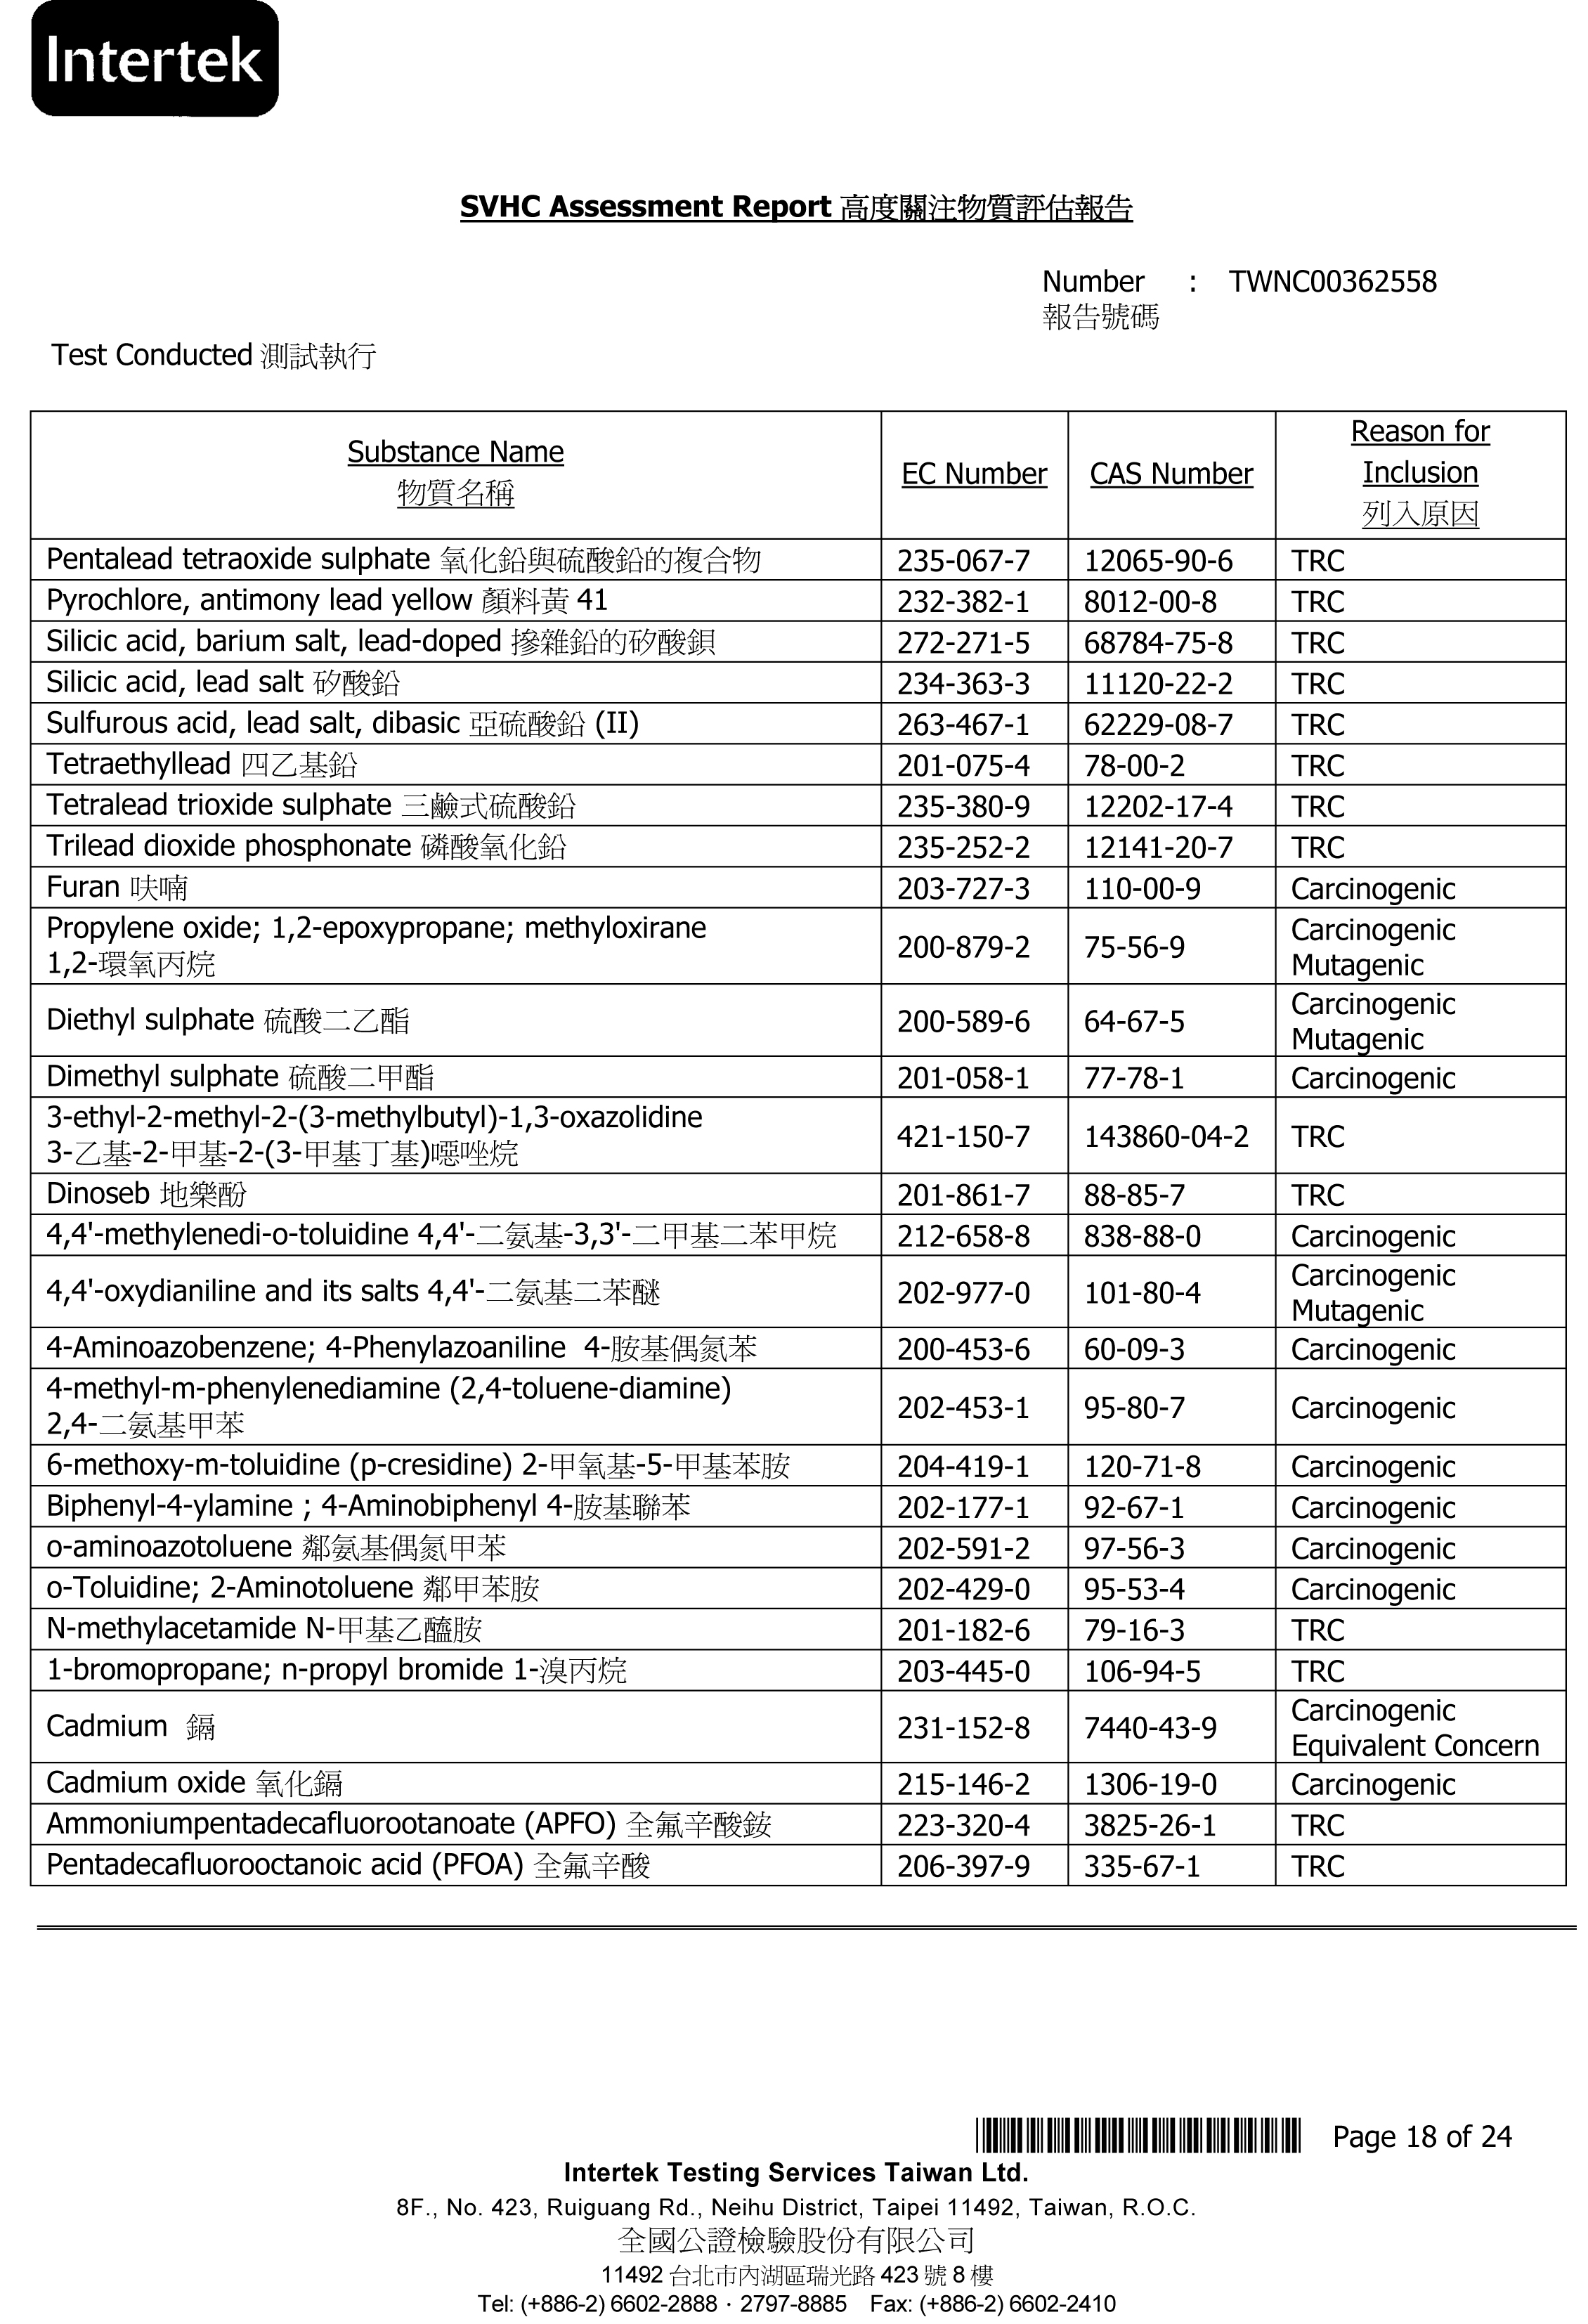 Intertek
SVHC Assessment Report 高度關注物質評估報告
Number : TWNC00362558
報告號碼
Test Conducted 測試執行
Substance Name
物質名稱
EC Number
CAS Number
Reason for
Inclusion
列入原因
Pentalead tetraoxide sulphate 氧化鉛與硫酸鉛的複合物 235-067-7 12065-90-6 TRC
Pyrochlore, antimony lead yellow 顏料黃 41 232-382-1 8012-00-8 TRC
Silicic acid, barium salt, lead-doped 摻雜鉛的矽酸鋇 272-271-5 68784-75-8 TRC
Silicic acid, lead salt 矽酸鉛 234-363-3 11120-22-2 TRC
Sulfurous acid, lead salt, dibasic 亞硫酸鉛 (II) 263-467-1 62229-08-7 TRC
Tetraethyllead 四乙基鉛 201-075-4 78-00-2 TRC
Tetralead trioxide sulphate 三鹼式硫酸鉛 235-380-9 12202-17-4 TRC
Trilead dioxide phosphonate 磷酸氧化鉛 235-252-2 12141-20-7 TRC
Furan 呋喃 203-727-3 110-00-9 Carcinogenic
Propylene oxide; 1,2-epoxypropane; methyloxirane
1,2-環氧丙烷
200-879-2 75-56-9
Carcinogenic
Mutagenic
Diethyl sulphate 硫酸二乙酯 200-589-6 64-67-5
Carcinogenic
Mutagenic
Dimethyl sulphate 硫酸二甲酯 201-058-1 77-78-1 Carcinogenic
3-ethyl-2-methyl-2-(3-methylbutyl)-1,3-oxazolidine
3-乙基-2-甲基-2-(3-甲基丁基)噁唑烷
421-150-7 143860-04-2 TRC
Dinoseb 地樂酚 201-861-7 88-85-7 TRC
4,4'-methylenedi-o-toluidine 4,4'-二氨基-3,3'-二甲基二苯甲烷 212-658-8 838-88-0 Carcinogenic
4,4'-oxydianiline and its salts 4,4'-二氨基二苯醚 202-977-0 101-80-4
Carcinogenic
Mutagenic
4-Aminoazobenzene; 4-Phenylazoaniline 4-胺基偶氮苯 200-453-6 60-09-3 Carcinogenic
4-methyl-m-phenylenediamine (2,4-toluene-diamine)
2,4-二氨基甲苯
202-453-1 95-80-7 Carcinogenic
6-methoxy-m-toluidine (p-cresidine) 2-甲氧基-5-甲基苯胺 204-419-1 120-71-8 Carcinogenic
Biphenyl-4-ylamine ; 4-Aminobiphenyl 4-胺基聯苯 202-177-1 92-67-1 Carcinogenic
o-aminoazotoluene 鄰氨基偶氮甲苯 202-591-2 97-56-3 Carcinogenic
o-Toluidine; 2-Aminotoluene 鄰甲苯胺 202-429-0 95-53-4 Carcinogenic
N-methylacetamide N-甲基乙醯胺 201-182-6 79-16-3 TRC
1-bromopropane; n-propyl bromide 1-溴丙烷 203-445-0 106-94-5 TRC
Cadmium 鎘 231-152-8 7440-43-9
Carcinogenic
Equivalent Concern
Cadmium oxide 氧化鎘 215-146-2 1306-19-0 Carcinogenic
Ammoniumpentadecafluorootanoate (APFO) 全氟辛酸銨 223-320-4 3825-26-1 TRC
Pentadecafluorooctanoic acid (PFOA) 全氟辛酸 206-397-9 335-67-1 TRC
Page 18 of 24
Intertek Testing Services Taiwan Ltd.
8F., No. 423, Ruiguang Rd., Neihu District, Taipei 11492, Taiwan, R.O.C.
全國公證檢驗股份有限公司
11492 台北市內湖區瑞光路 423 號 8 樓
Tel: (+886-2) 6602-2888 · 2797-8885 Fax: (+886-2) 6602-2410